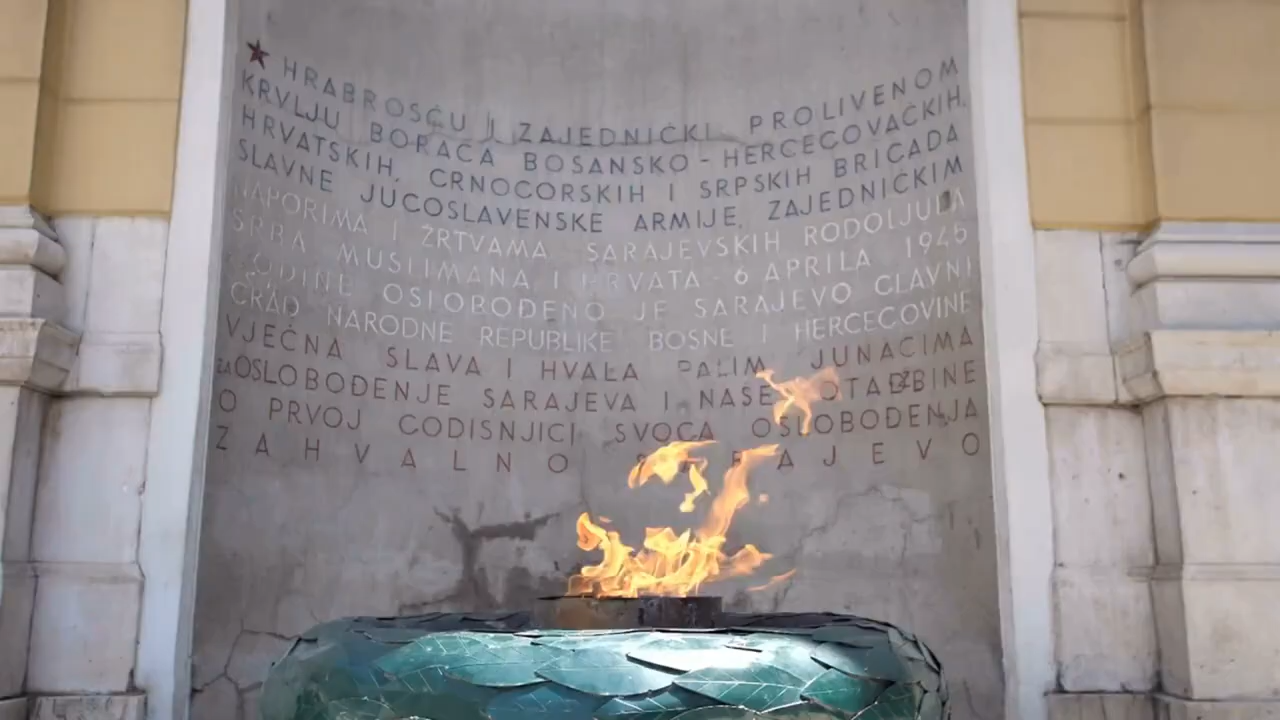 HRABROSĆU I ZAJEDNIČKI PROLIVENOM
KRVLJU BORACA BOSANSKO-HERCEGOVAČKIH,
HRVATSKIH, CRNOGORSKIH I SRPSKIH BRIGADA
SLAVNE JUGOSLAVENSKE ARMIJE, ZAJEDNIČKIM
NAPORIMA I ŽRTVAMA SARAJEVSKIH RODOLJUBA
SRBA MUSLIMANA I HRVATA - 6 APRILA 1945
GODINE OSLOBOĐENO JE SARAJEVO GLAVNI
GRAD NARODNE REPUBLIKE BOSNE I HERCEGOVINE
VJEČNA SLAVA I HVALA PALIM JUNACIMA
ZA OSLOBOĐENJE SARAJEVA I NAŠE OTADŽBINE
O PRVOJ GODIŠNJICI SVOGA OSLOBOĐENJA
ZAHVALNO SARAJEVO